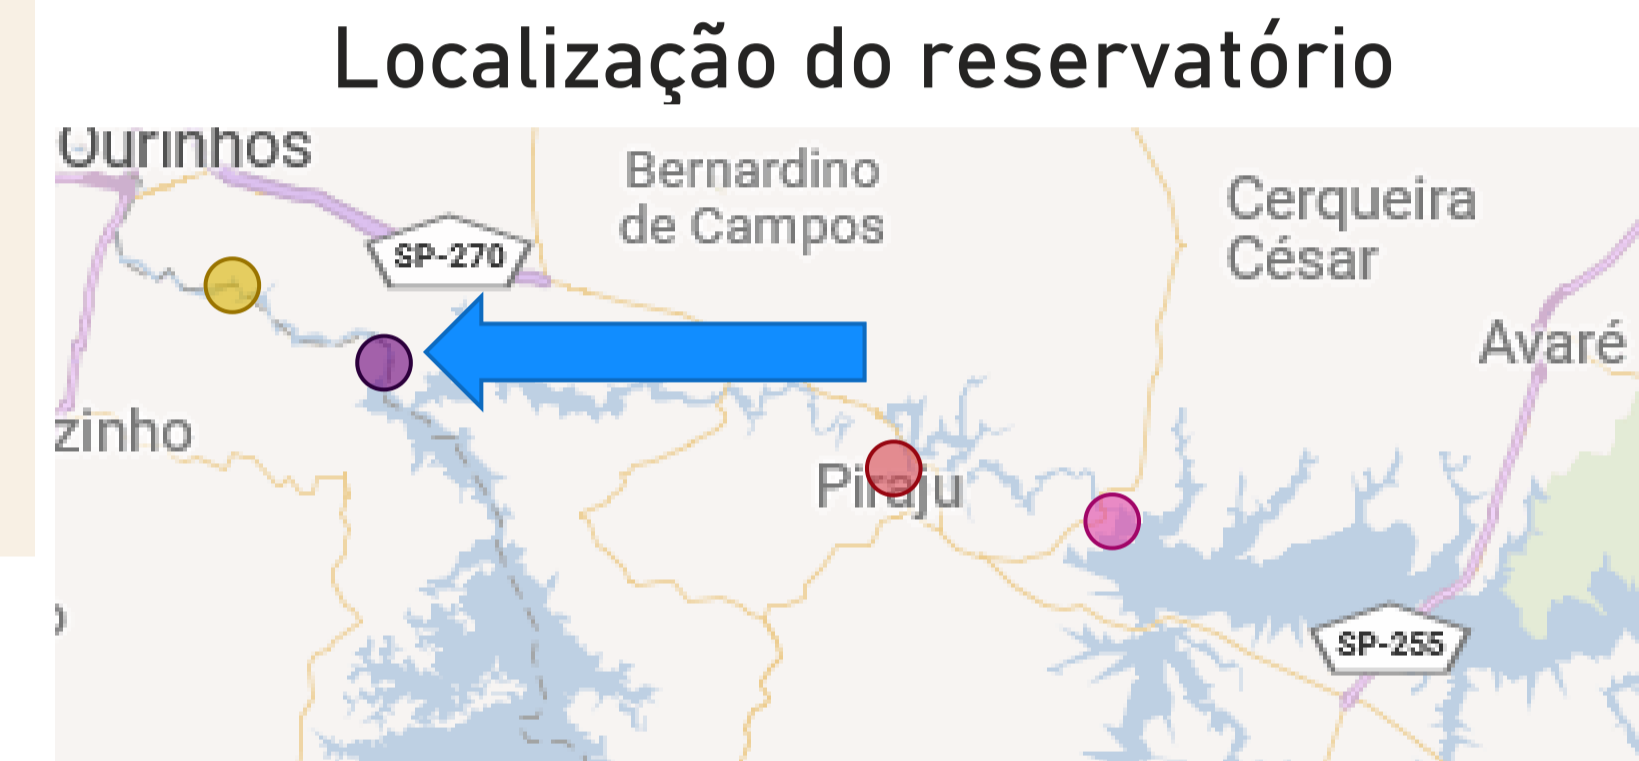 Localização do reservatório
Ourinhos
Bernardino
de Campos
Cerqueira
César
SP-270
Avaré
zinho
Piraju
SP-255